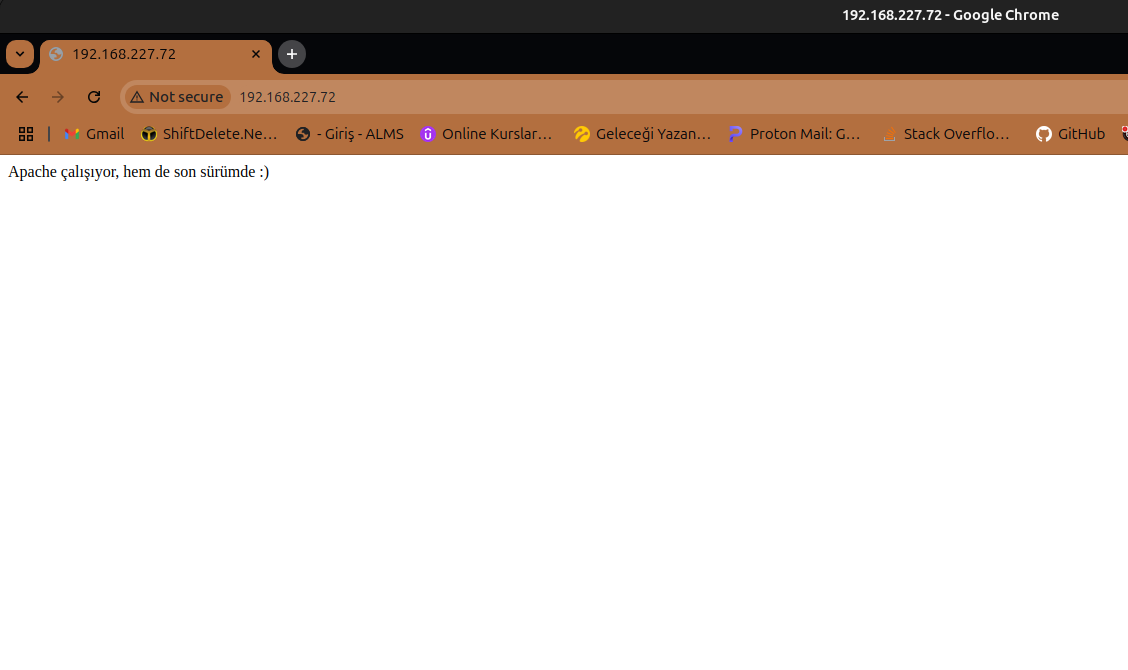 192.168.227.72 - Google Chrome
192.168.227.72
Not secure 192.168.227.72
Gmail ShiftDelete.Ne... - Giriş - ALMS Online Kurslar... Geleceği Yazan... Proton Mail: G... Stack Overflo... GitHub
Apache çalışıyor, hem de son sürümde :)